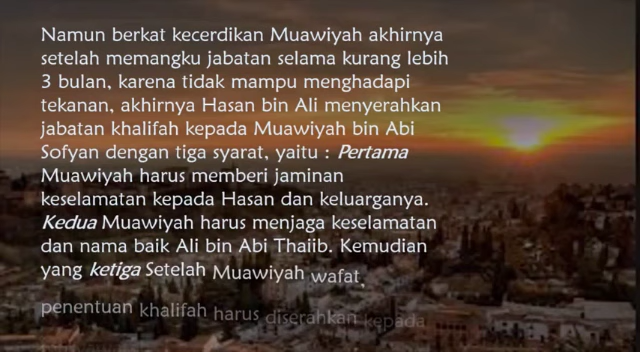 Namun berkat kecerdikan Muawiyah akhirnya
setelah memangku jabatan selama kurang lebih
3 bulan, karena tidak mampu menghadapi
tekanan, akhirnya Hasan bin Ali menyerahkan
jabatan khalifah kepada Muawiyah bin Abi
Sofyan dengan tiga syarat, yaitu : Pertama
Muawiyah harus memberi jaminan
keselamatan kepada Hasan dan keluarganya.
Kedua Muawiyah harus menjaga keselamatan
dan nama baik Ali bin Abi Thaiib. Kemudian
yang ketiga Setelah Muawiyah wafat,
penentuan khalifah harus diserahkan kepada